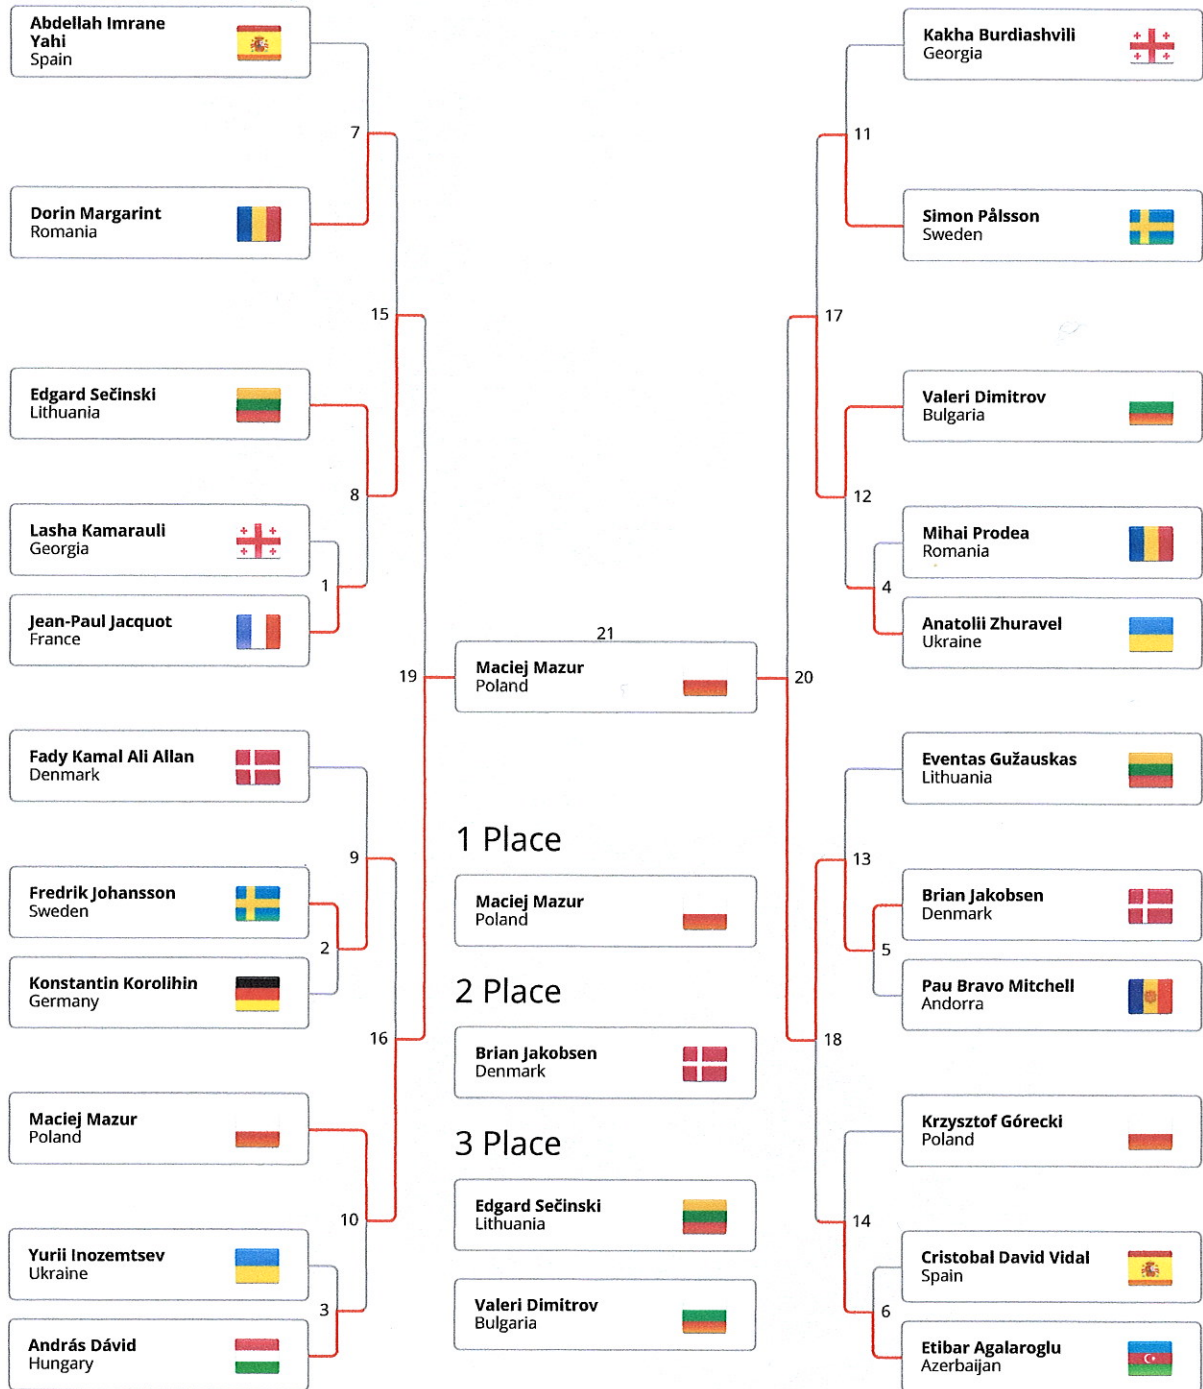 Abdellah Imrane
Yahi
Spain
7
Dorin Margarint
Romania
15
Edgard Sečinski
Lithuania
8
Lasha Kamarauli
Georgia
1
Jean-Paul Jacquot
France
19
Fady Kamal Ali Allan
Denmark
9
Fredrik Johansson
Sweden
2
Konstantin Korolihin
Germany
16
Maciej Mazur
Poland
10
Yurii Inozemtsev
Ukraine
3
András Dávid
Hungary
21
Maciej Mazur
Poland
1 Place
Maciej Mazur
Poland
2 Place
Brian Jakobsen
Denmark
3 Place
Edgard Sečinski
Lithuania
Valeri Dimitrov
Bulgaria
Kakha Burdiashvili
Georgia
11
Simon Pålsson
Sweden
17
Valeri Dimitrov
Bulgaria
12
Mihai Prodea
Romania
4
Anatolii Zhuravel
Ukraine
20
Eventas Gužauskas
Lithuania
13
Brian Jakobsen
Denmark
5
Pau Bravo Mitchell
Andorra
18
Krzysztof Górecki
Poland
14
Cristobal David Vidal
Spain
6
Etibar Agalaroglu
Azerbaijan